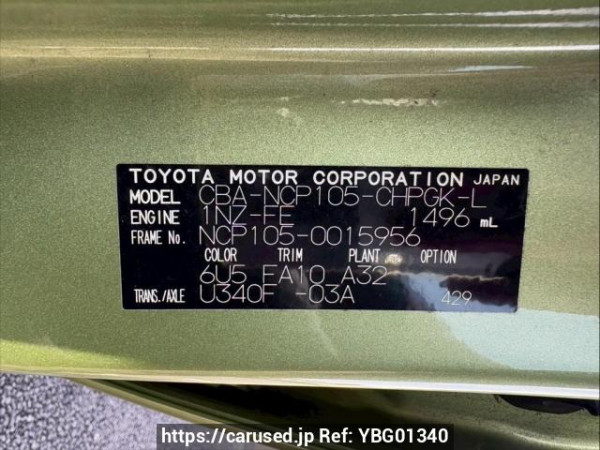 TOYOTA MOTOR CORPORATION JAPAN
MODEL CBA-NCP105-CHPGK-L
ENGINE 1NZ-FE 1496 mL
FRAME No. NCP105-0015956
COLOR TRIM PLANT OPTION
6U5 FA10 A32
TRANS./AXLE U340F -03A 429
https://carused.jp Ref: YBG01340